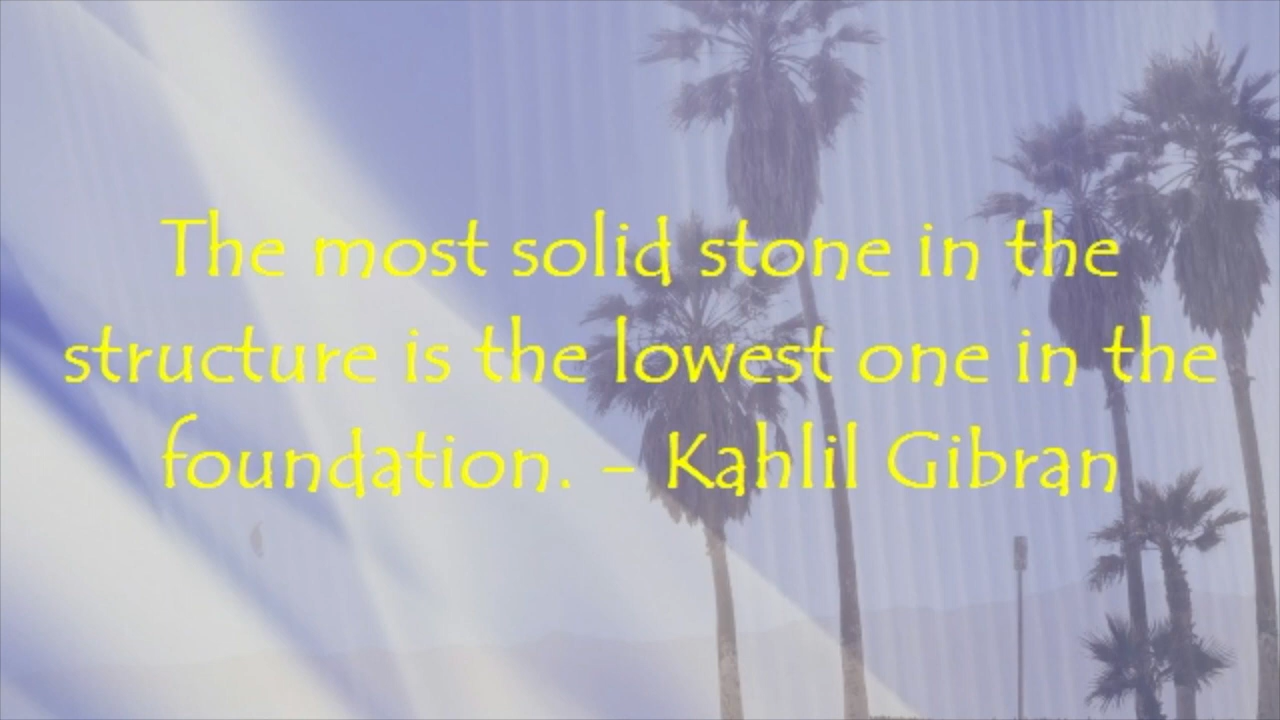 The most solid stone in the
structure is the lowest one in the
foundation. - Kahlil Gibran